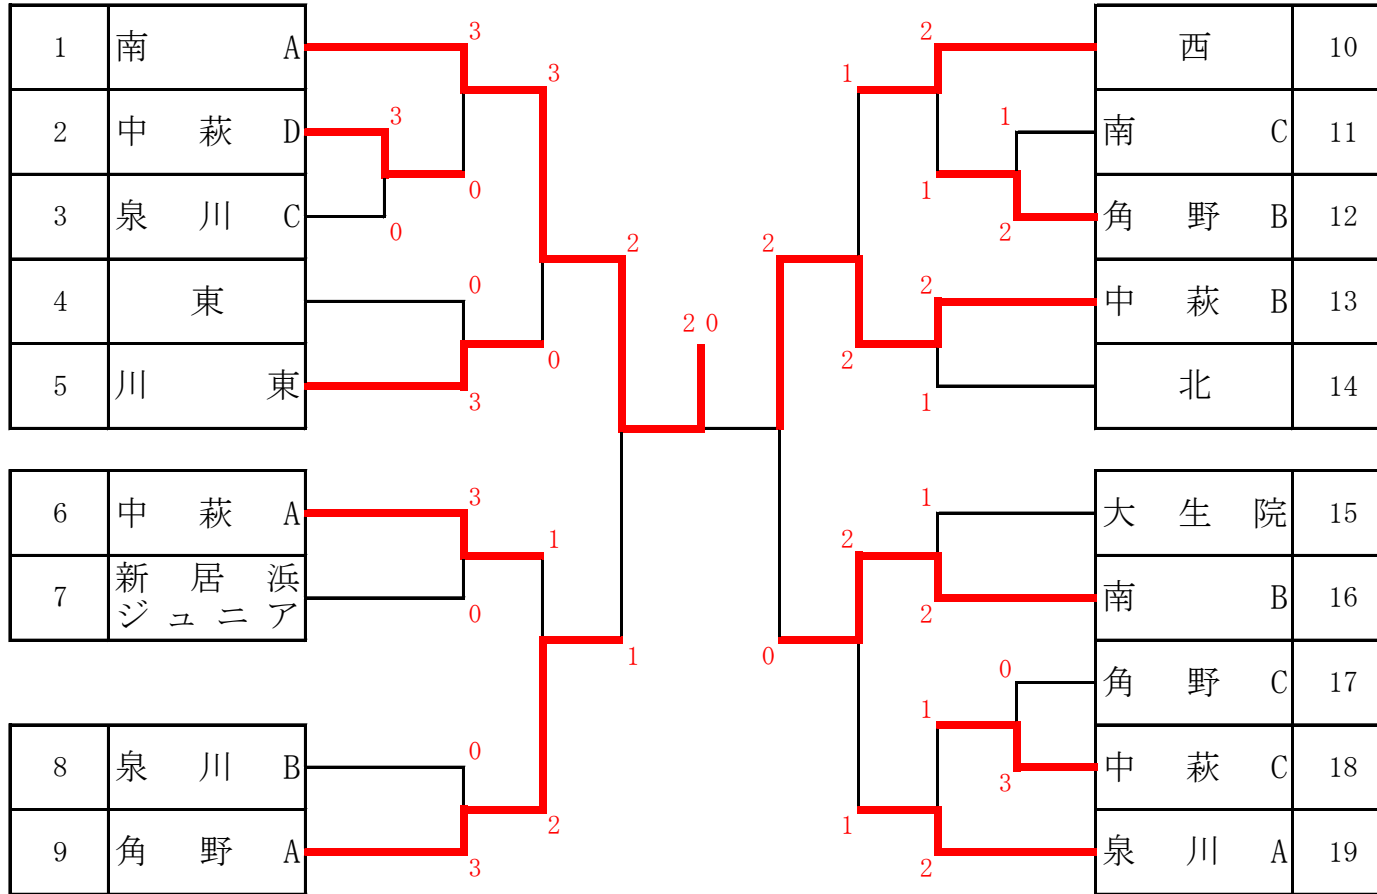 1 南 A
2 中 萩 D
3 泉 川 C
4 東
5 川 東
6 中 萩 A
7 新 居 浜
ジ ュ ニ ア
8 泉 川 B
9 角 野 A
3
3
3
0
0
0
0
3
2
3
0
1
1
0
3
2
2 0
2
1
2
1
1
2
2
1
2
2
0
1
2
2
0
1
3
1
2
西 10
南 C 11
角 野 B 12
中 萩 B 13
北 14
大 生 院 15
南 B 16
角 野 C 17
中 萩 C 18
泉 川 A 19